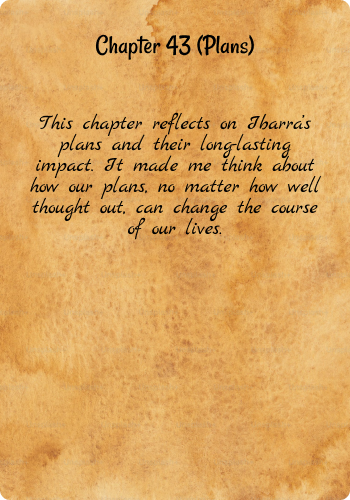 Chapter 43 (Plans)
This chapter reflects on Ibarra's
plans and their long-lasting
impact. It made me think about
how our plans, no matter how well
thought out, can change the course
of our lives.